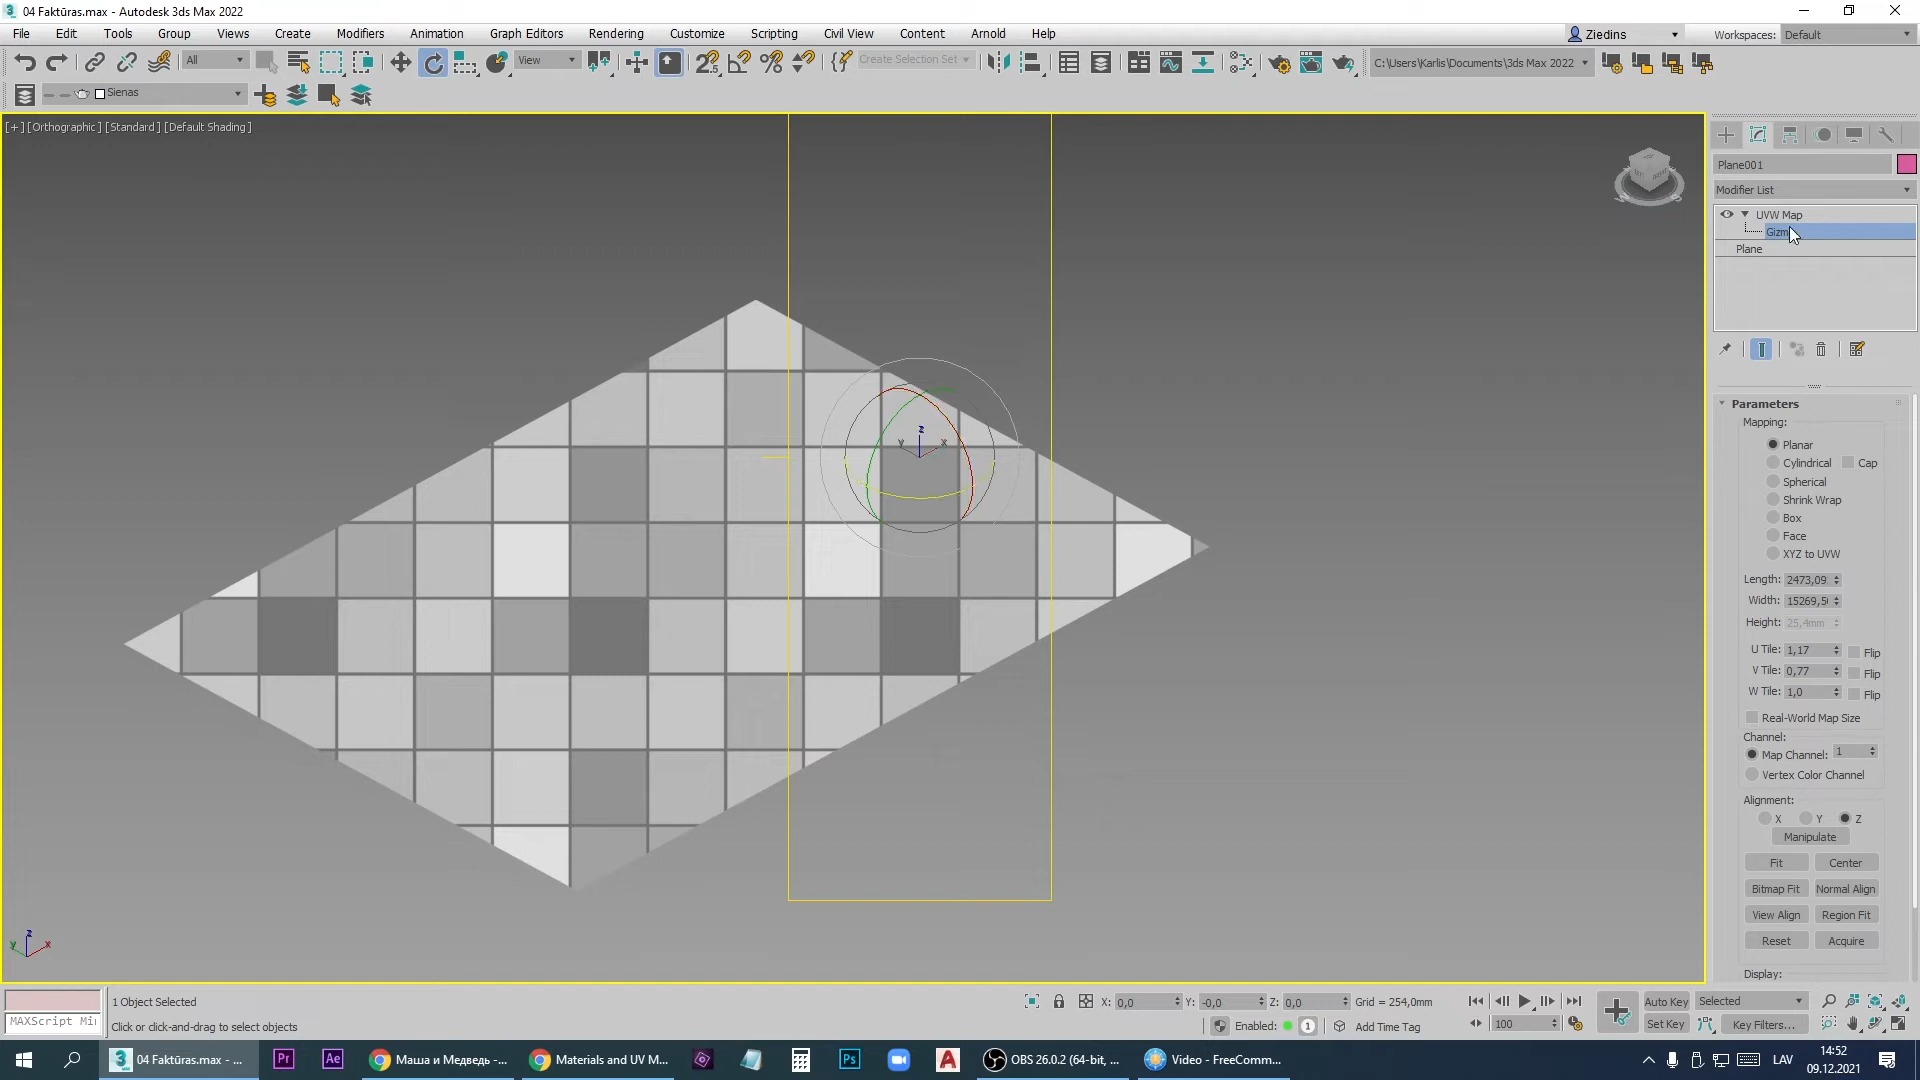 04 Faktūras.max - Autodesk 3ds Max 2022
File Edit Tools Group Views Create Modifiers Animation Graph Editors Rendering Customize Scripting Civil View Content Arnold Help
Ziedins
Workspaces: Default
All
View
Create Selection Set
C:\Users\Karlis\Documents\3ds Max 2022
Sienas
[+] [Orthographic] [Standard] [Default Shading]
Plane001
Modifier List
UVW Map
Plane
Parameters
Mapping:
Planar
Cylindrical Cap
Spherical
Shrink Wrap
Box
Face
XYZ to UVW
Length: 2473,09
Width: 15269,5
Height: 25,4mm
U Tile: 1,17 Flip
V Tile: 0,77 Flip
W Tile: 1,0 Flip
Real-World Map Size
Channel:
Map Channel: 1
Vertex Color Channel
Alignment:
X Y Z
Manipulate
Fit Center
Bitmap Fit Normal Align
View Align Region Fit
Reset Acquire
Display:
z
y x
z
y x
1 Object Selected
X: 0,0 Y: -0,0 Z: 0,0 Grid = 254,0mm
Auto Key Selected
MAXScript Mi
Click or click-and-drag to select objects
Enabled: 1
Add Time Tag
100
Set Key Key Filters...
04 Faktūras.max - ...
Маша и Медведь -...
Materials and UV M...
OBS 26.0.2 (64-bit, ...
Video - FreeComm...
LAV
14:52
09.12.2021